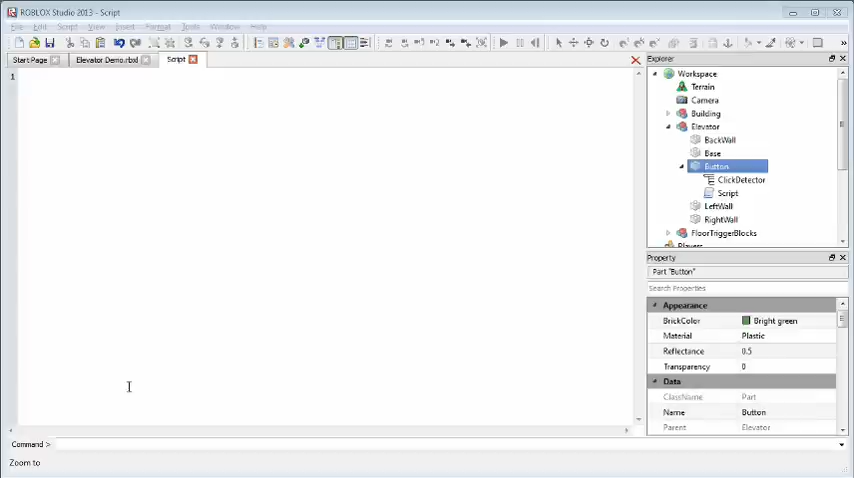 ROBLOX Studio 2013 - Script
File Edit Script View Insert Format Tools Window Help
Start Page
Elevator Demo.rbxl
Script
1
Command >
Zoom to
Explorer
Workspace
Terrain
Camera
Building
Elevator
BackWall
Base
Button
ClickDetector
Script
LeftWall
RightWall
FloorTriggerBlocks
Players
Property
Part "Button"
Search Properties
Appearance
BrickColor Bright green
Material Plastic
Reflectance 0.5
Transparency 0
Data
ClassName Part
Name Button
Parent Elevator